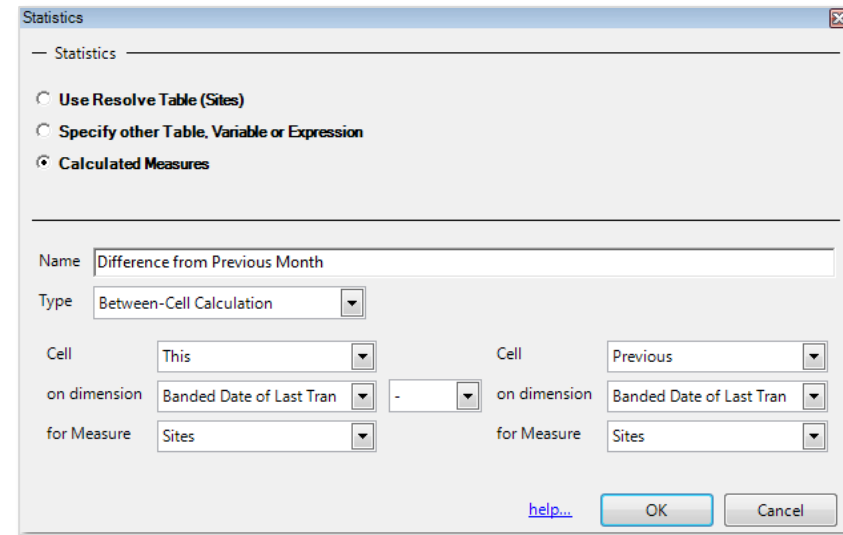 Statistics
Statistics
Use Resolve Table (Sites)
Specify other Table, Variable or Expression
Calculated Measures
Name Difference from Previous Month
Type Between-Cell Calculation
Cell This Cell Previous
on dimension Banded Date of Last Tran - on dimension Banded Date of Last Tran
for Measure Sites for Measure Sites
help... OK Cancel